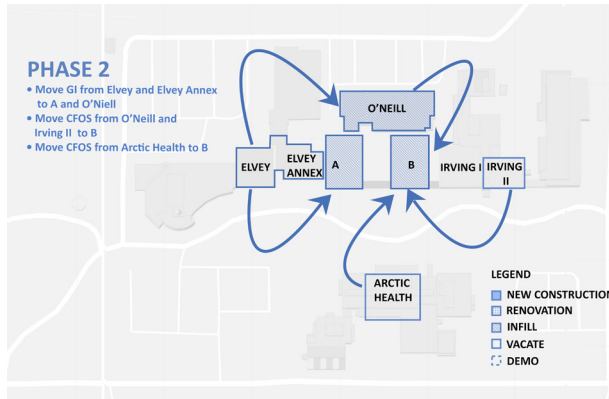 PHASE 2
• Move GI from Elvey and Elvey Annex
to A and O'Niell
• Move CFOS from O'Neill and
Irving II to B
• Move CFOS from Arctic Health to B
O'NEILL
ELVEY
ELVEY
ANNEX
A
B
IRVING I
IRVING
II
ARCTIC
HEALTH
LEGEND
NEW CONSTRUCTION
RENOVATION
INFILL
VACATE
DEMO